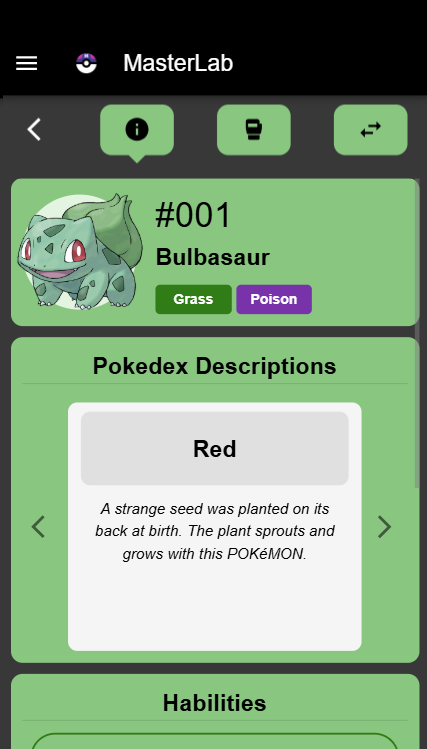 MasterLab
#001
Bulbasaur
Grass Poison
Pokedex Descriptions
Red
A strange seed was planted on its
back at birth. The plant sprouts and
grows with this POKéMON.
Habilities